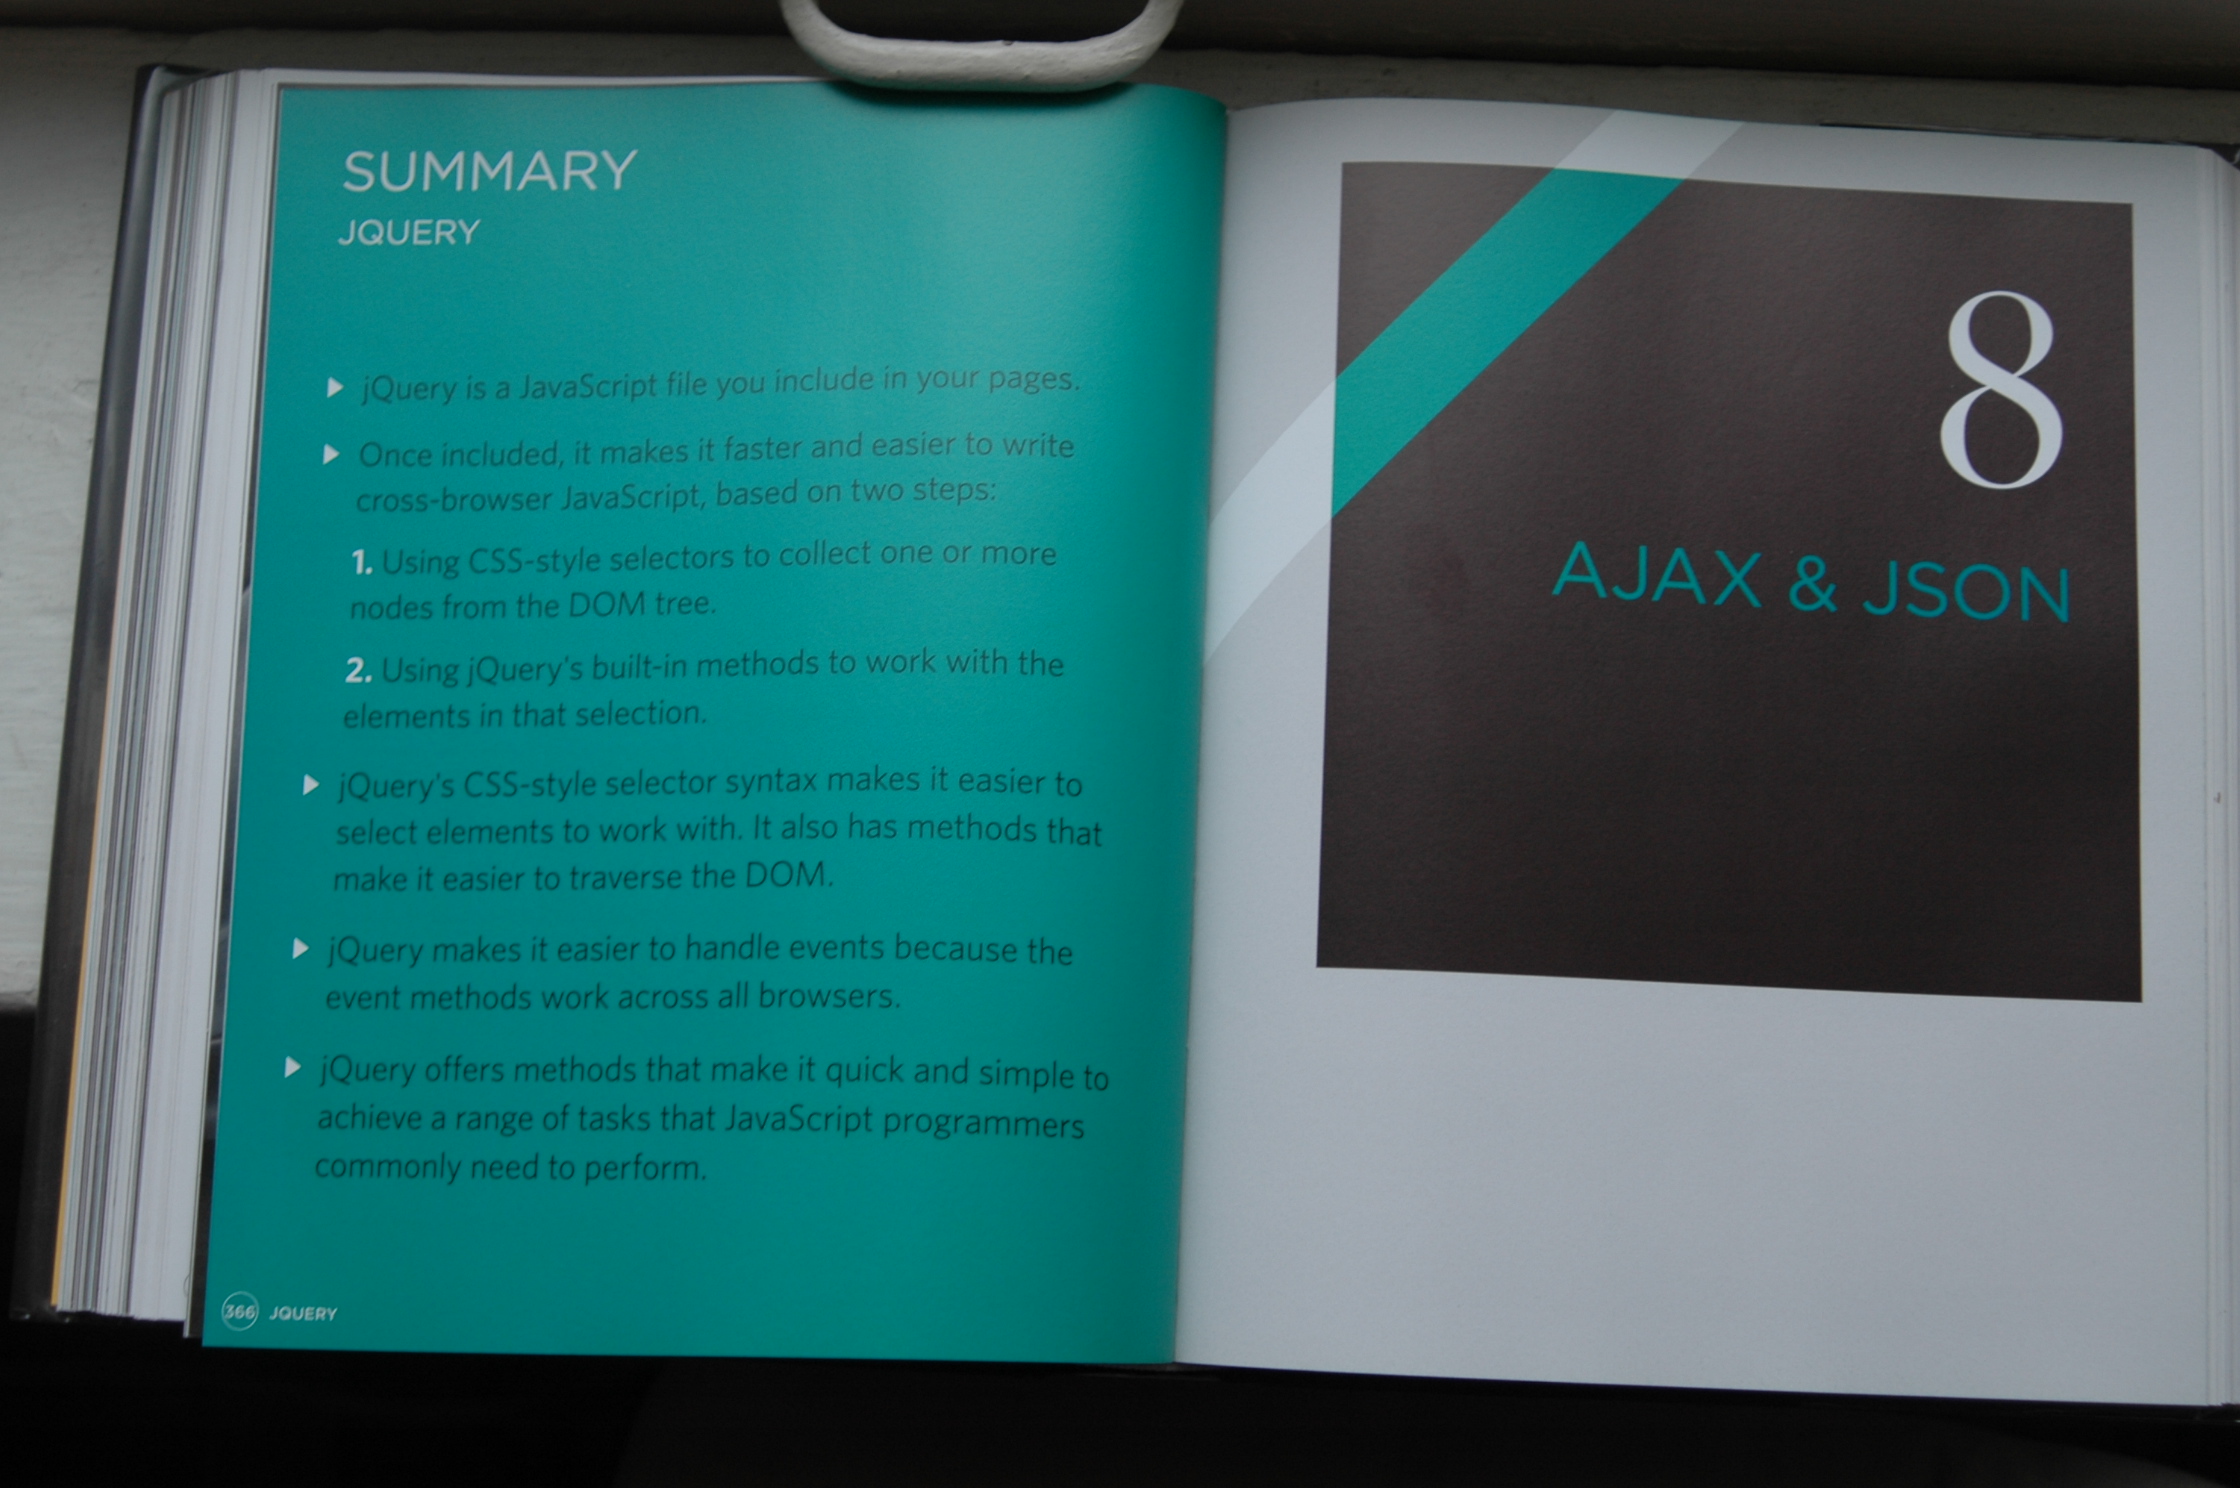 SUMMARY
JQUERY
jQuery is a JavaScript file you include in your pages.
Once included, it makes it faster and easier to write
cross-browser JavaScript, based on two steps:
1. Using CSS-style selectors to collect one or more
nodes from the DOM tree.
2. Using jQuery's built-in methods to work with the
elements in that selection.
jQuery's CSS-style selector syntax makes it easier to
select elements to work with. It also has methods that
make it easier to traverse the DOM.
jQuery makes it easier to handle events because the
event methods work across all browsers.
jQuery offers methods that make it quick and simple to
achieve a range of tasks that JavaScript programmers
commonly need to perform.
366 JQUERY
8
AJAX & JSON